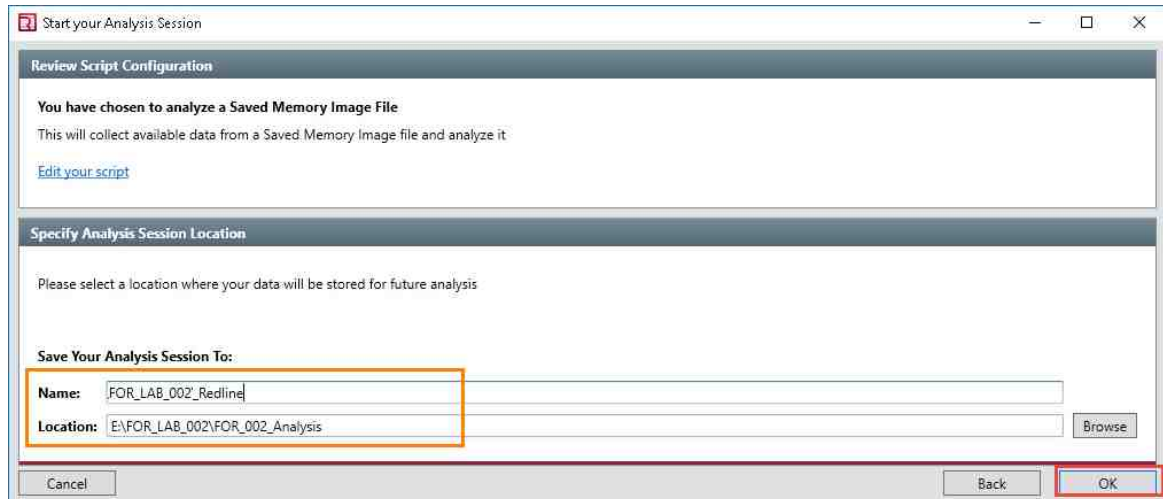 Start your Analysis Session
Review Script Configuration
You have chosen to analyze a Saved Memory Image File
This will collect available data from a Saved Memory Image file and analyze it
Edit your script
Specify Analysis Session Location
Please select a location where your data will be stored for future analysis
Save Your Analysis Session To:
Name: FOR_LAB_002'_Redline
Location: E:\FOR_LAB_002\FOR_002_Analysis
Browse
Cancel
Back
OK